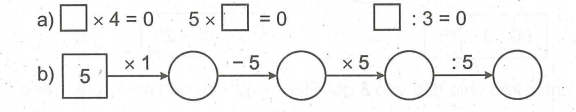 a) × 4 = 0 5 × = 0 : 3 = 0
b) 5 × 1 – 5 × 5 : 5